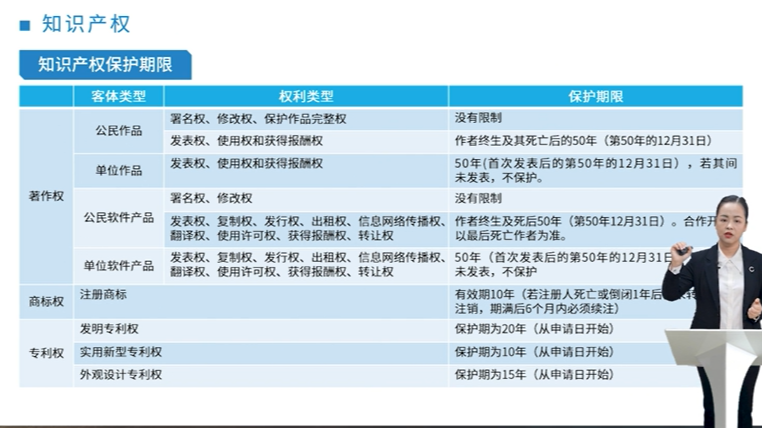 知识产权
知识产权保护期限
客体类型 权利类型 保护期限
著作权
公民作品
署名权、修改权、保护作品完整权
没有限制
发表权、使用权和获得报酬权
作者终生及其死亡后的50年（第50年的12月31日）
单位作品
发表权、使用权和获得报酬权
50年(首次发表后的第50年的12月31日），若其间
未发表，不保护。
公民软件产品
署名权、修改权
没有限制
发表权、复制权、发行权、出租权、信息网络传播权、
翻译权、使用许可权、获得报酬权、转让权
作者终生及死后50年（第50年12月31日）。合作开
以最后死亡作者为准。
单位软件产品
发表权、复制权、发行权、出租权、信息网络传播权、
翻译权、使用许可权、获得报酬权、转让权
50年（首次发表后的第50年的12月31日
未发表，不保护
商标权
注册商标
有效期10年（若注册人死亡或倒闭1年后
注销，期满后6个月内必须续注）
专利权
发明专利权
保护期为20年（从申请日开始）
实用新型专利权
保护期为10年（从申请日开始）
外观设计专利权
保护期为15年（从申请日开始）